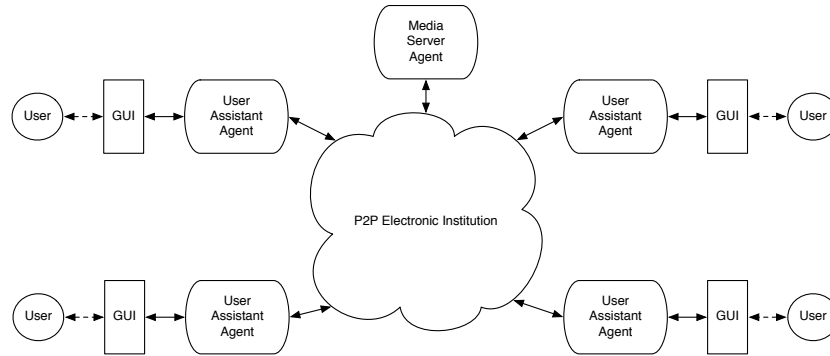 Media
Server
Agent
User
GUI
User
Assistant
Agent
User
Assistant
Agent
GUI
User
P2P Electronic Institution
User
GUI
User
Assistant
Agent
User
Assistant
Agent
GUI
User